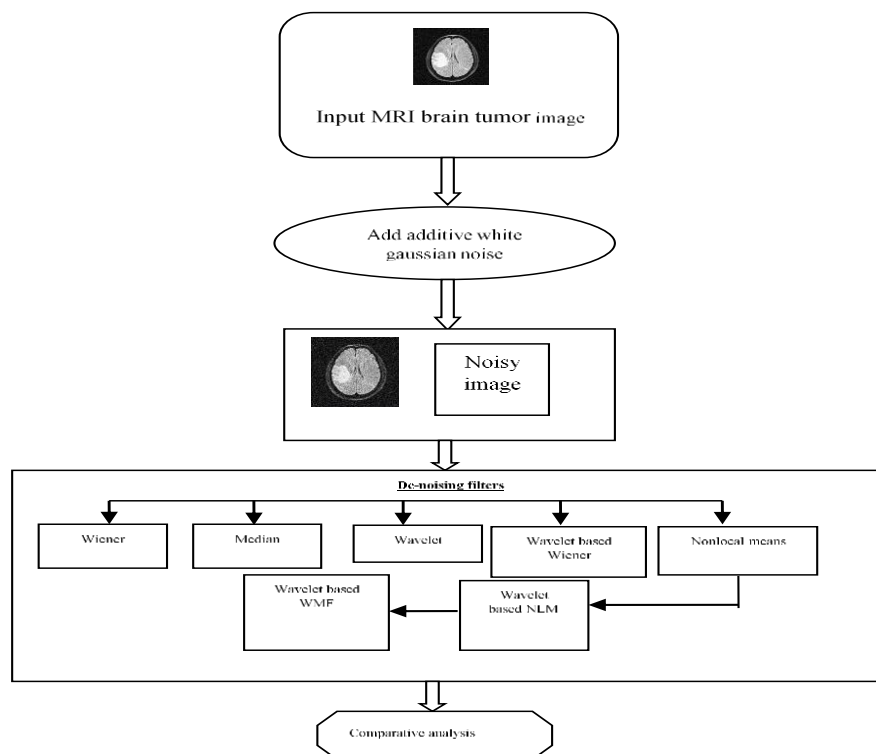 Input MRI brain tumor image
Add additive white
gaussian noise
Noisy
image
De-noising filters
Wiener
Median
Wavelet
Wavelet based
Wiener
Nonlocal means
Wavelet based
WMF
Wavelet
based NLM
Comparative analysis